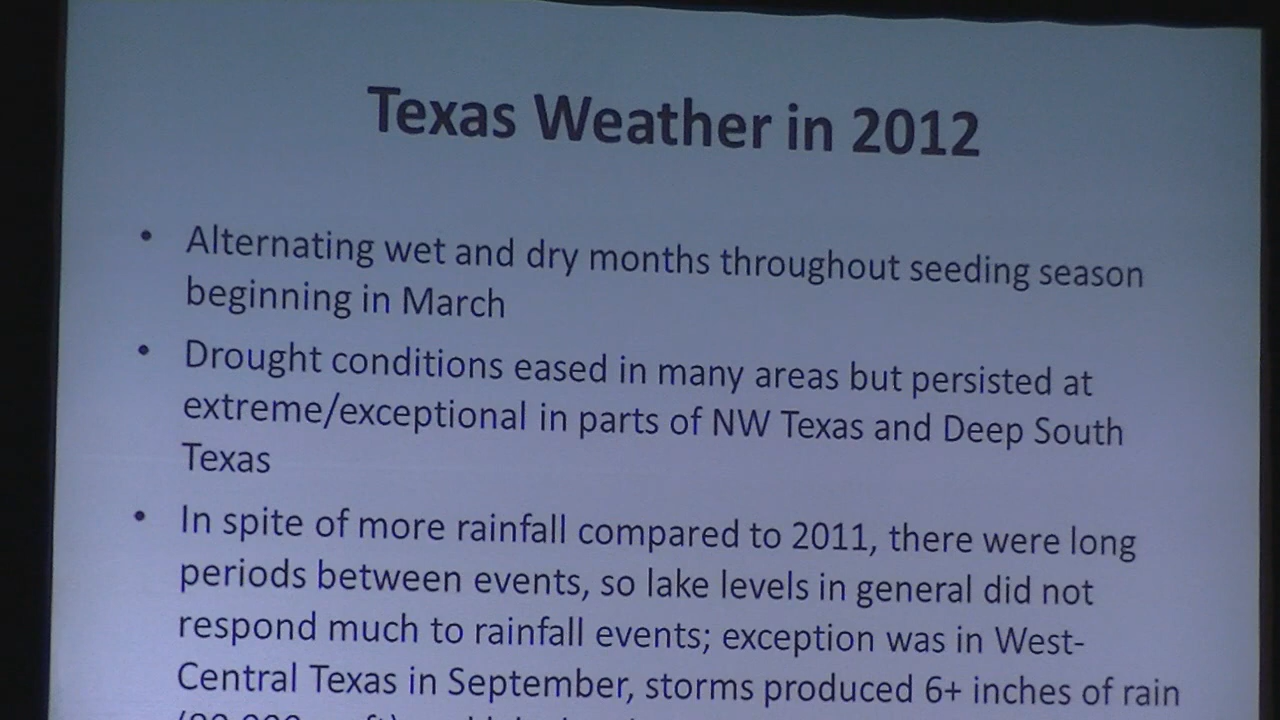 Texas Weather in 2012
• Alternating wet and dry months throughout seeding season
beginning in March
• Drought conditions eased in many areas but persisted at
extreme/exceptional in parts of NW Texas and Deep South
Texas
• In spite of more rainfall compared to 2011, there were long
periods between events, so lake levels in general did not
respond much to rainfall events; exception was in West-
Central Texas in September, storms produced 6+ inches of rain